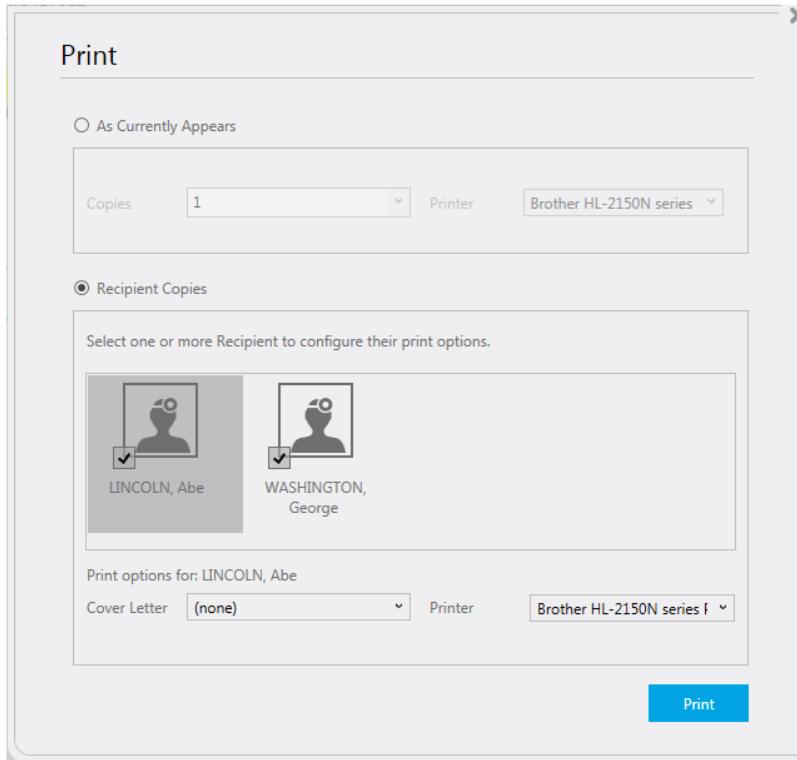 Print
As Currently Appears
Copies 1 Printer Brother HL-2150N series
Recipient Copies
Select one or more Recipient to configure their print options.
LINCOLN, Abe WASHINGTON,
George
Print options for: LINCOLN, Abe
Cover Letter (none) Printer Brother HL-2150N series
Print